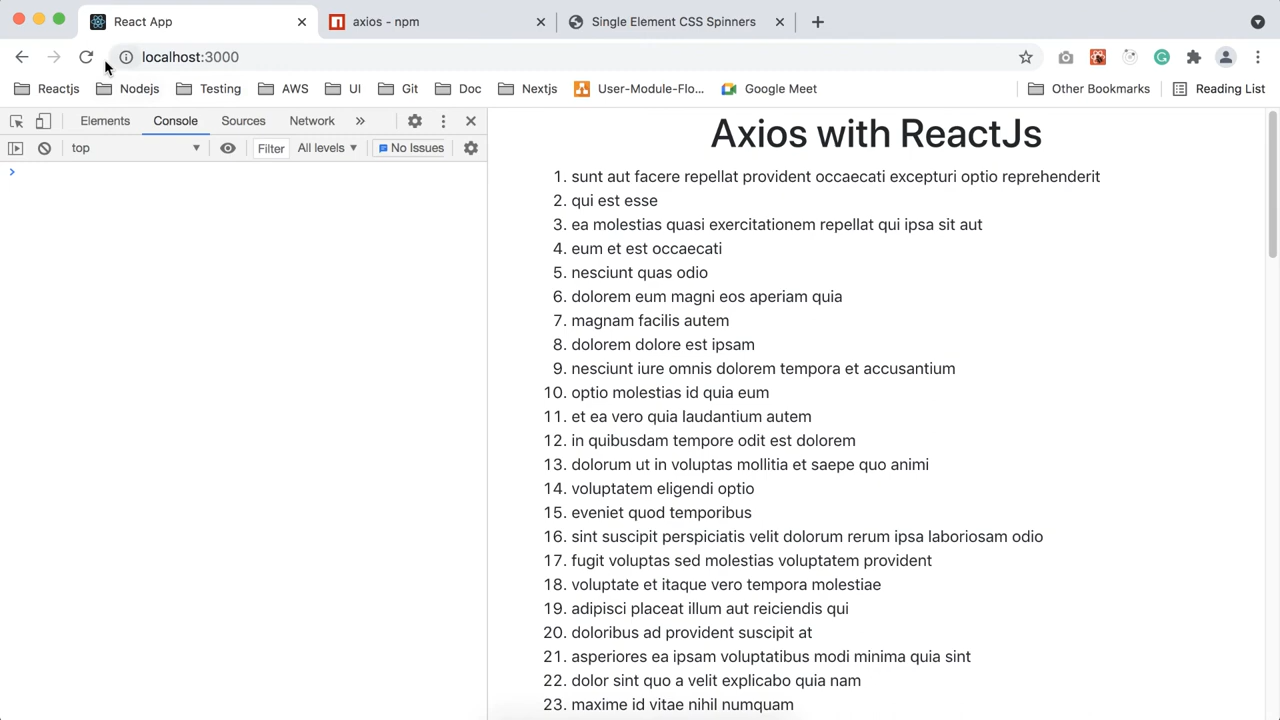 React App
axios - npm
Single Element CSS Spinners
localhost:3000
Reactjs
Nodejs
Testing
AWS
UI
Git
Doc
Nextjs
User-Module-Flo...
Google Meet
Other Bookmarks
Reading List
Elements
Console
Sources
Network
top
Filter
All levels
No Issues
Axios with ReactJs
1. sunt aut facere repellat provident occaecati excepturi optio reprehenderit
2. qui est esse
3. ea molestias quasi exercitationem repellat qui ipsa sit aut
4. eum et est occaecati
5. nesciunt quas odio
6. dolorem eum magni eos aperiam quia
7. magnam facilis autem
8. dolorem dolore est ipsam
9. nesciunt iure omnis dolorem tempora et accusantium
10. optio molestias id quia eum
11. et ea vero quia laudantium autem
12. in quibusdam tempore odit est dolorem
13. dolorum ut in voluptas mollitia et saepe quo animi
14. voluptatem eligendi optio
15. eveniet quod temporibus
16. sint suscipit perspiciatis velit dolorum rerum ipsa laboriosam odio
17. fugit voluptas sed molestias voluptatem provident
18. voluptate et itaque vero tempora molestiae
19. adipisci placeat illum aut reiciendis qui
20. doloribus ad provident suscipit at
21. asperiores ea ipsam voluptatibus modi minima quia sint
22. dolor sint quo a velit explicabo quia nam
23. maxime id vitae nihil numquam